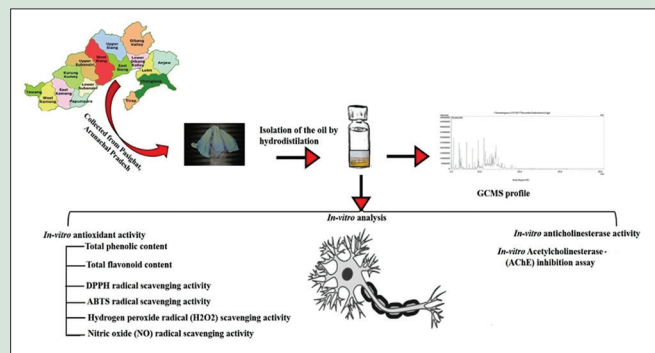 Upper
Siang
Dibang
Valley
West
Siang
Upper
Subansiri
Lower
Dibang
Valley
Anjaw
East
Siang
Lohit
Kurung
Kumey
Lower
Subansiri
Changlang
Tawang
East
Kameng
West
Kameng
Papumpare
Tirap
Collected from Pasighat,
Arunachal Pradesh
Isolation of the oil by
hydrodistilation
GCMS profile
In-vitro analysis
In-vitro antioxidant activity
Total phenolic content
Total flavonoid content
DPPH radical scavenging activity
ABTS radical scavenging activity
Hydrogen peroxide radical (H2O2) scavenging activity
Nitric oxide (NO) radical scavenging activity
In-vitro anticholinesterase activity
In-vitro Acetylcholinesterase -
(AChE) inhibition assay